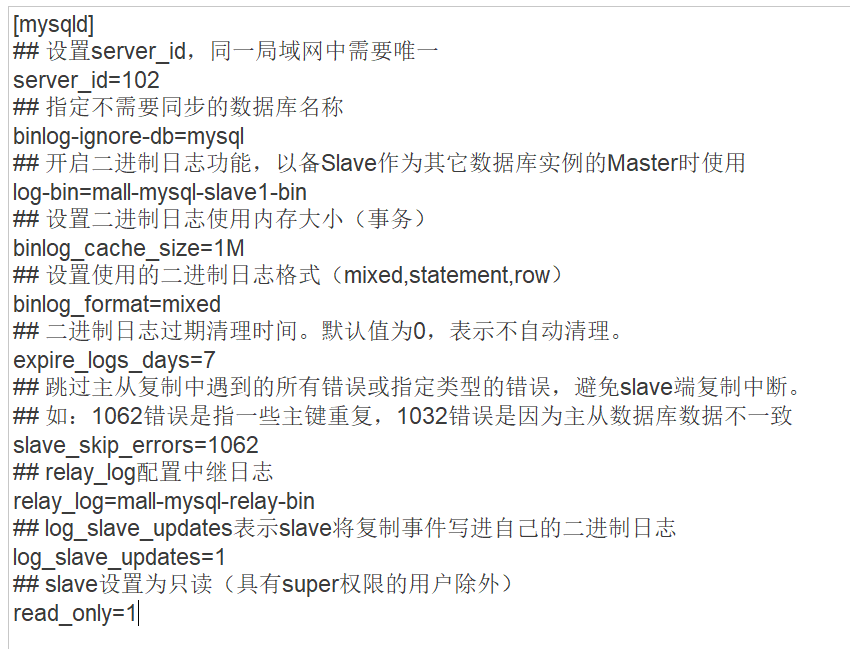 [mysqld]
## 设置server_id，同一局域网中需要唯一
server_id=102
## 指定不需要同步的数据库名称
binlog-ignore-db=mysql
## 开启二进制日志功能，以备Slave作为其它数据库实例的Master时使用
log-bin=mall-mysql-slave1-bin
## 设置二进制日志使用内存大小（事务）
binlog_cache_size=1M
## 设置使用的二进制日志格式（mixed,statement,row）
binlog_format=mixed
## 二进制日志过期清理时间。默认值为0，表示不自动清理。
expire_logs_days=7
## 跳过主从复制中遇到的所有错误或指定类型的错误，避免slave端复制中断。
## 如：1062错误是指一些主键重复，1032错误是因为主从数据库数据不一致
slave_skip_errors=1062
## relay_log配置中继日志
relay_log=mall-mysql-relay-bin
## log_slave_updates表示slave将复制事件写进自己的二进制日志
log_slave_updates=1
## slave设置为只读（具有super权限的用户除外）
read_only=1